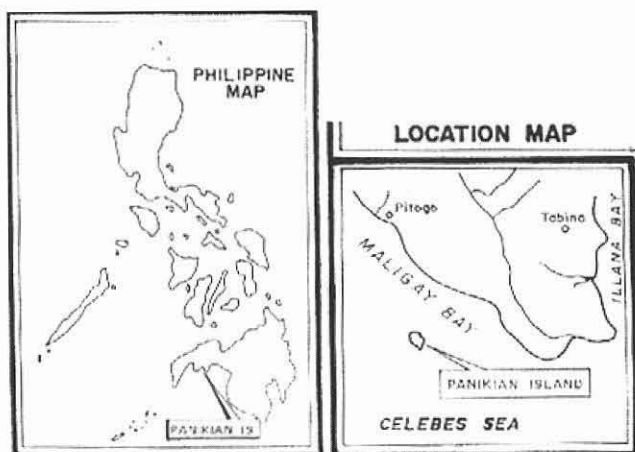 PHILIPPINE
MAP
PANIKIAN IS
LOCATION MAP
Pitogo
Tabina
MALIGAY BAY
ILLANA BAY
PANIKIAN ISLAND
CELEBES SEA